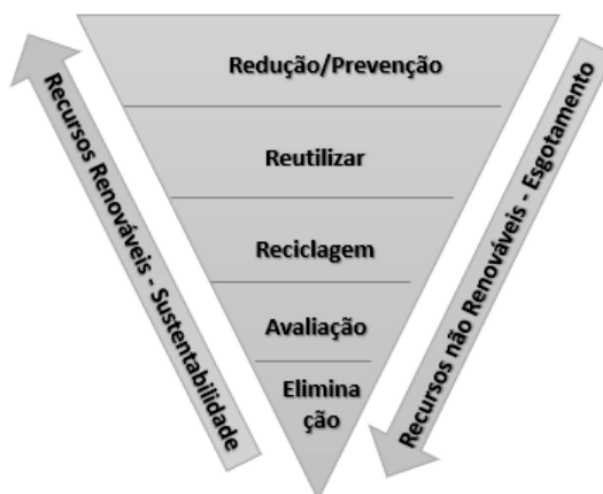 Redução/Prevenção
Reutilizar
Reciclagem
Avaliação
Elimina
ção
Recursos Renováveis - Sustentabilidade
Recursos não Renováveis - Esgotamento